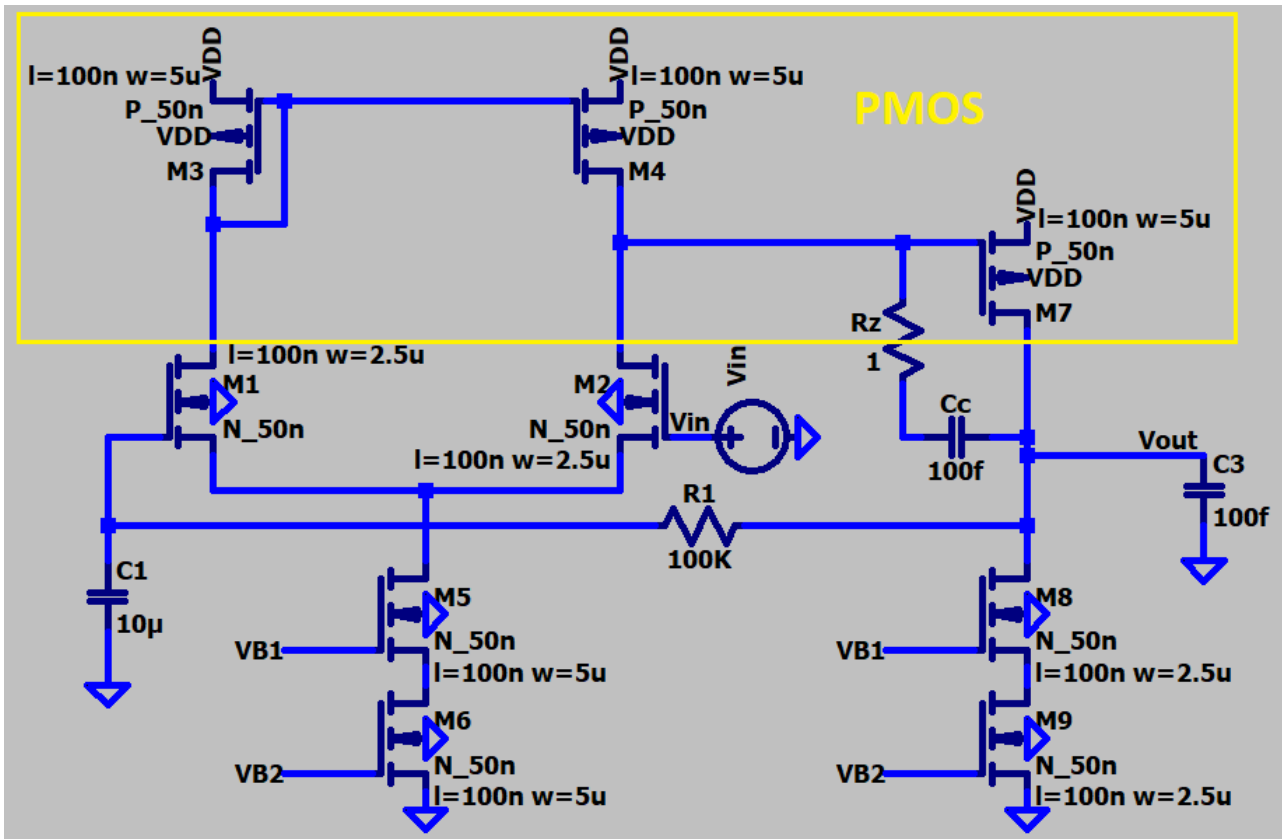 VDD
l=100n w=5u
P_50n
VDD
M3
VDD
l=100n w=5u
P_50n
VDD
M4
PMOS
VDD
l=100n w=5u
P_50n
VDD
M7
Rz
1
l=100n w=2.5u
M1
N_50n
M2
N_50n
l=100n w=2.5u
Vin
Vin
Cc
100f
Vout
C3
100f
R1
100K
C1
10µ
M5
VB1
N_50n
l=100n w=5u
M6
VB2
N_50n
l=100n w=5u
M8
VB1
N_50n
l=100n w=2.5u
M9
VB2
N_50n
l=100n w=2.5u